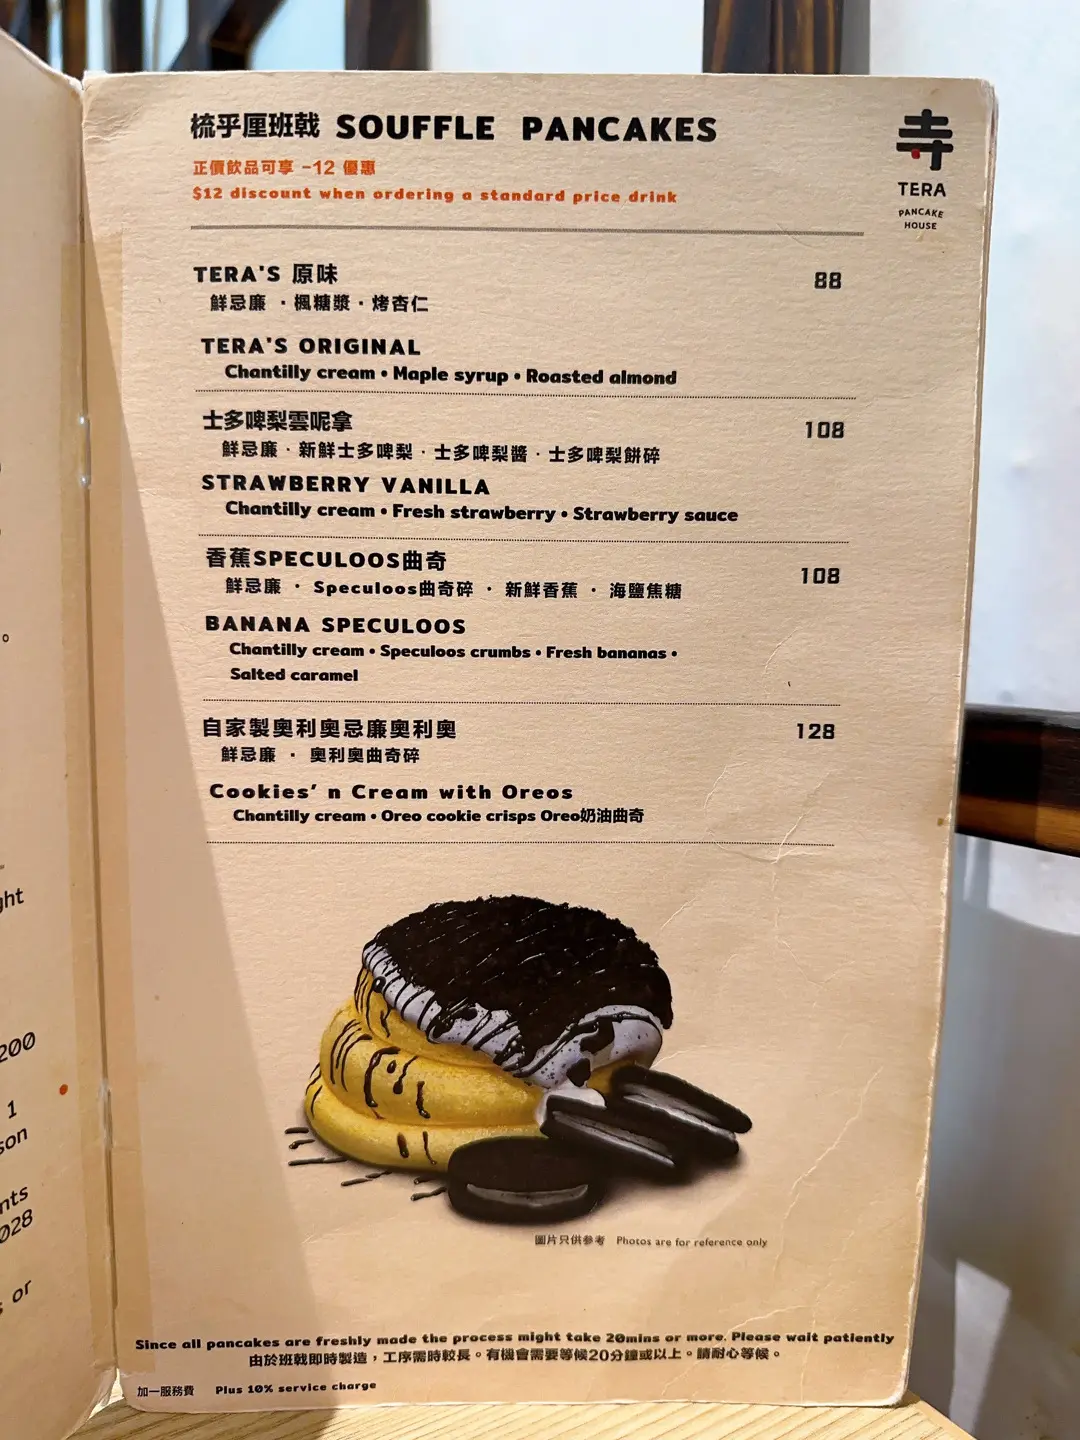 梳乎厘班戟 SOUFFLE PANCAKES
正價飲品可享 -12 優惠
$12 discount when ordering a standard price drink
寺
TERA
PANCAKE
HOUSE
TERA'S 原味 88
鮮忌廉 · 楓糖漿 · 烤杏仁
TERA'S ORIGINAL
Chantilly cream • Maple syrup • Roasted almond
士多啤梨雲呢拿 108
鮮忌廉 · 新鮮士多啤梨 · 士多啤梨醬 · 士多啤梨餅碎
STRAWBERRY VANILLA
Chantilly cream • Fresh strawberry • Strawberry sauce
香蕉SPECULOOS曲奇 108
鮮忌廉 · Speculoos曲奇碎 · 新鮮香蕉 · 海鹽焦糖
BANANA SPECULOOS
Chantilly cream • Speculoos crumbs • Fresh bananas •
Salted caramel
自家製奧利奧忌廉奧利奧 128
鮮忌廉 · 奧利奧曲奇碎
Cookies' n Cream with Oreos
Chantilly cream • Oreo cookie crisps Oreo奶油曲奇
圖片只供參考 Photos are for reference only
Since all pancakes are freshly made the process might take 20mins or more. Please wait patiently
由於班戟即時製造，工序需時較長。有機會需要等候20分鐘或以上。請耐心等候。
加一服務費 Plus 10% service charge
200
1
or